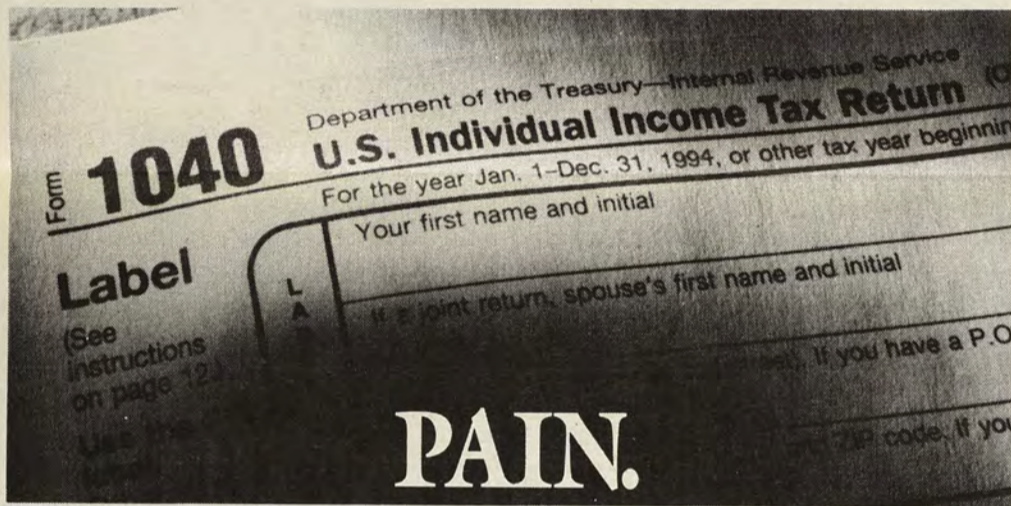 Form 1040
Department of the Treasury—Internal Revenue Service
U.S. Individual Income Tax Return
For the year Jan. 1–Dec. 31, 1994, or other tax year beginnin
Your first name and initial
Label
(See
instructions
on page 12.)
L
A
If a joint return, spouse's first name and initial
If you have a P.O
Use the
ZIP code. If you
PAIN.